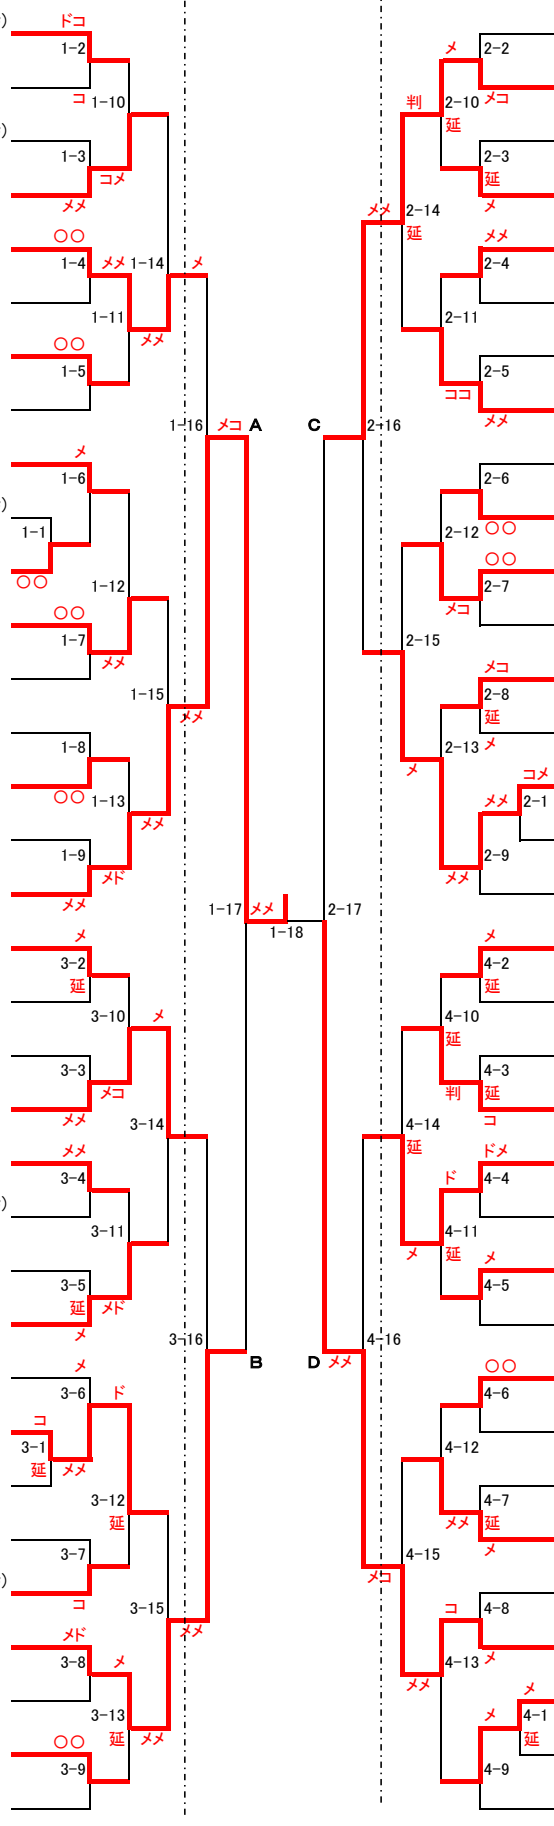 ドコ
1-2
コ
1-10
1-3
コメ
メメ
○○
1-4
メメ
1-14
メ
1-11
メメ
○○
1-5
1-16
メコ
A
メ
1-6
1-1
○○
1-12
○○
1-7
メメ
1-15
メメ
1-8
○○
1-13
メメ
1-9
メド
メメ
1-17
メメ
1-18
メ
3-2
延
3-10
メ
3-3
メコ
メメ
3-14
メメ
3-4
3-11
3-5
延
メド
メ
3-16
B
メ
3-6
ド
コ
3-1
延
メメ
3-12
延
3-7
コ
3-15
メメ
メド
3-8
メ
3-13
延
メメ
○○
3-9
メ
2-2
判
2-10
メコ
延
2-3
延
メ
メメ
2-14
延
メメ
2-4
2-11
2-5
ココ
メメ
C
2-16
2-6
2-12
○○
○○
2-7
メコ
2-15
メコ
2-8
延
2-13
メ
メ
コメ
メメ
2-1
2-9
メメ
2-17
メ
4-2
延
4-10
延
4-3
延
判
コ
4-14
延
ドメ
4-4
ド
4-11
延
メ
メ
4-5
4-16
D
メメ
○○
4-6
4-12
4-7
延
メメ
メ
4-15
メコ
4-8
コ
メ
4-13
メメ
メ
メ
4-1
延
4-9